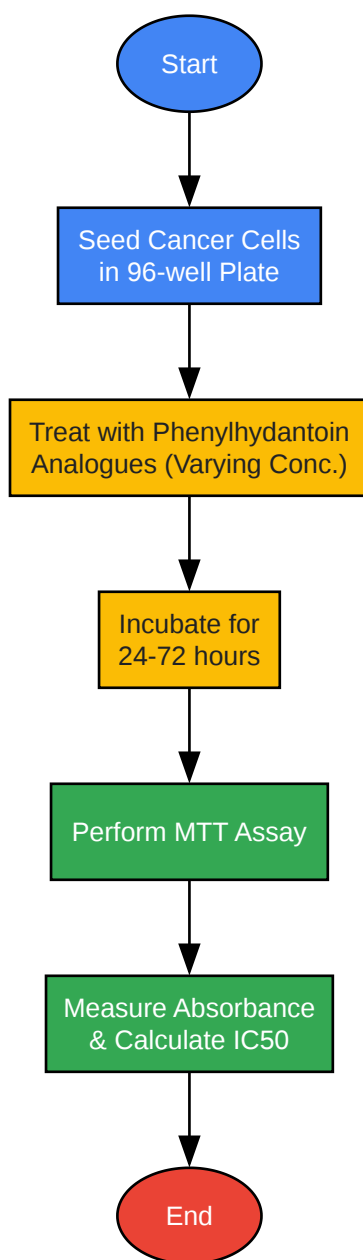 Start
Seed Cancer Cells
in 96-well Plate
Treat with Phenylhydantoin
Analogues (Varying Conc.)
Incubate for
24-72 hours
Perform MTT Assay
Measure Absorbance
& Calculate IC50
End